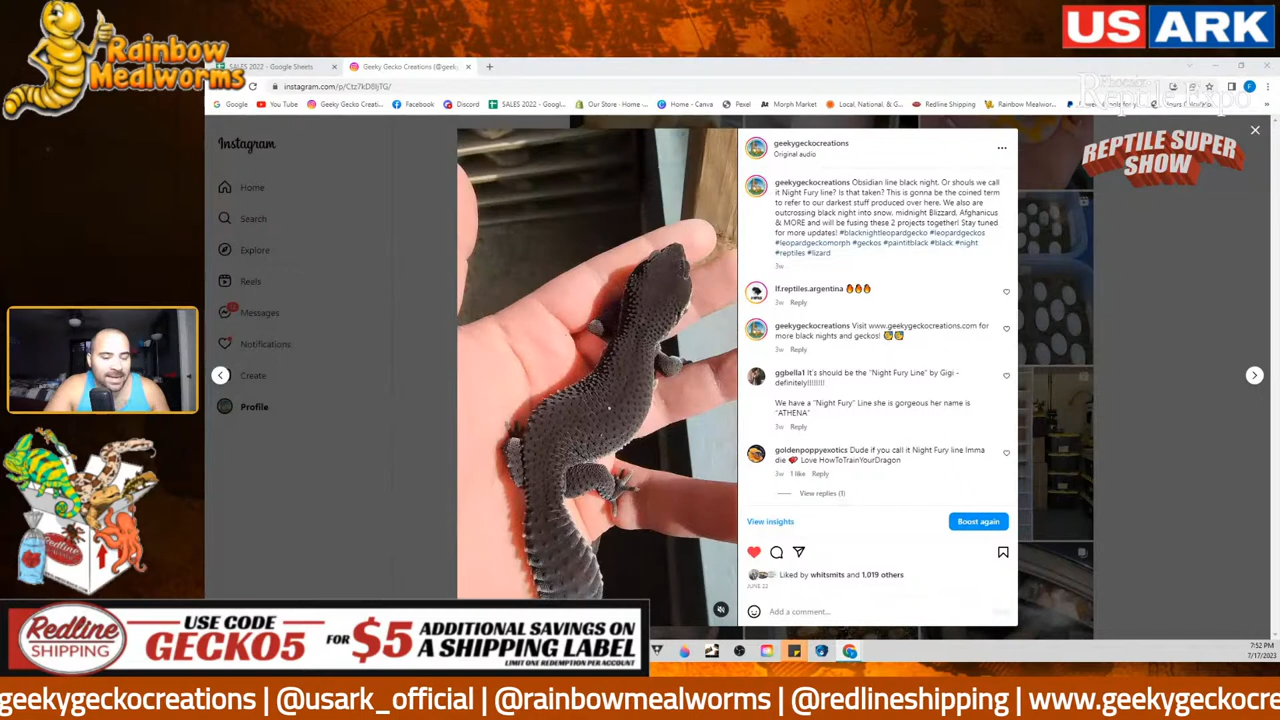 Rainbow
Mealworms
US ARK
SALES 2022 - Google Sheets
Geeky Gecko Creations (@geek
instagram.com/p/Ctz7kD8IjTG/
Google
You Tube
Geeky Gecko Creati...
Facebook
Discord
SALES 2022 - Googl...
Our Store - Home -...
Home - Canva
Pexel
Morph Market
Local, National, & G...
Redline Shipping
Rainbow Mealwor...
Reptile Expo
REPTILE SUPER
SHOW
Instagram
Home
Search
Explore
Reels
Messages
Notifications
Create
Profile
geekygeckocreations
Original audio
geekygeckocreations Obsidian line black night. Or shouls we call
it Night Fury line? Is that taken? This is gonna be the coined term
to refer to our darkest stuff produced over here. We also are
outcrossing black night into snow, midnight Blizzard, Afghanicus
& MORE and will be fusing these 2 projects together! Stay tuned
for more updates! #blacknightleopardgecko #leopardgeckos
#leopardgeckomorph #geckos #paintitblack #black #night
#reptiles #lizard
3w
lf.reptiles.argentina 🔥🔥🔥
3w Reply
geekygeckocreations Visit www.geekygeckocreations.com for
more black nights and geckos!
3w Reply
ggbella1 It's should be the "Night Fury Line" by Gigi -
definitely!!!!!!!!
We have a "Night Fury" Line she is gorgeous her name is
"ATHENA"
3w Reply
goldenpoppyexotics Dude if you call it Night Fury line Imma
die Love HowToTrainYourDragon
3w 1 like Reply
View replies (1)
View insights
Boost again
Liked by whitsmits and 1,019 others
JUNE 22
Add a comment...
Redline
SHIPPING
USE CODE
GECKO5
FOR $5
ADDITIONAL SAVINGS ON
A SHIPPING LABEL
LIMIT ONE REDEMPTION PER ACCOUNT
7:52 PM
7/17/2023
geekygeckocreations | @usark_official | @rainbowmealworms | @redlineshipping | www.geekygeckocre